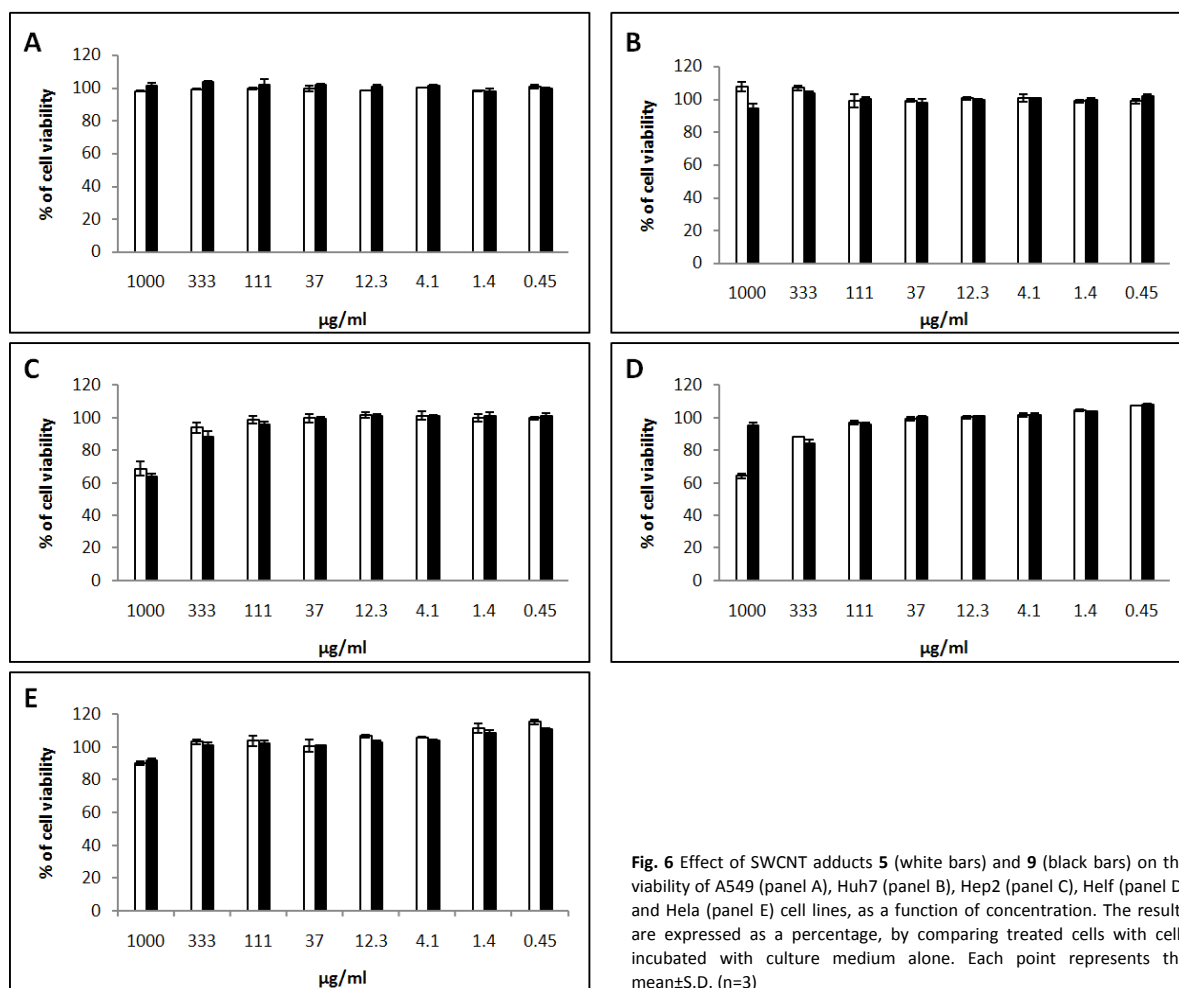 A
120
100
80
60
40
20
0
% of cell viability
1000 333 111 37 12.3 4.1 1.4 0.45
µg/ml
B
120
100
80
60
40
20
0
% of cell viability
1000 333 111 37 12.3 4.1 1.4 0.45
µg/ml
C
120
100
80
60
40
20
0
% of cell viability
1000 333 111 37 12.3 4.1 1.4 0.45
µg/ml
D
120
100
80
60
40
20
0
% of cell viability
1000 333 111 37 12.3 4.1 1.4 0.45
µg/ml
E
120
100
80
60
40
20
0
% of cell viability
1000 333 111 37 12.3 4.1 1.4 0.45
µg/ml
Fig. 6 Effect of SWCNT adducts 5 (white bars) and 9 (black bars) on th
viability of A549 (panel A), Huh7 (panel B), Hep2 (panel C), Helf (panel D
and Hela (panel E) cell lines, as a function of concentration. The result
are expressed as a percentage, by comparing treated cells with cell
incubated with culture medium alone. Each point represents th
mean±S.D. (n=3)